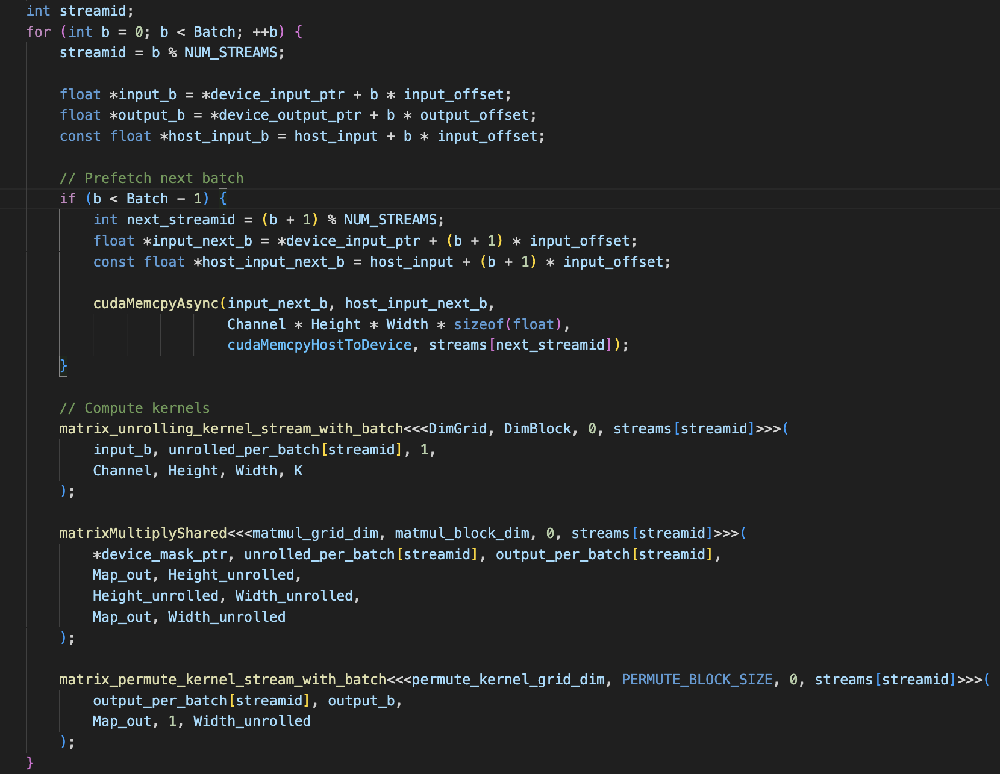 int streamid;
for (int b = 0; b < Batch; ++b) {
streamid = b % NUM_STREAMS;
float *input_b = *device_input_ptr + b * input_offset;
float *output_b = *device_output_ptr + b * output_offset;
const float *host_input_b = host_input + b * input_offset;
// Prefetch next batch
if (b < Batch - 1) {
int next_streamid = (b + 1) % NUM_STREAMS;
float *input_next_b = *device_input_ptr + (b + 1) * input_offset;
const float *host_input_next_b = host_input + (b + 1) * input_offset;
cudaMemcpyAsync(input_next_b, host_input_next_b,
Channel * Height * Width * sizeof(float),
cudaMemcpyHostToDevice, streams[next_streamid]);
}
// Compute kernels
matrix_unrolling_kernel_stream_with_batch<<<DimGrid, DimBlock, 0, streams[streamid]>>>(
input_b, unrolled_per_batch[streamid], 1,
Channel, Height, Width, K
);
matrixMultiplyShared<<<matmul_grid_dim, matmul_block_dim, 0, streams[streamid]>>>(
*device_mask_ptr, unrolled_per_batch[streamid], output_per_batch[streamid],
Map_out, Height_unrolled,
Height_unrolled, Width_unrolled,
Map_out, Width_unrolled
);
matrix_permute_kernel_stream_with_batch<<<permute_kernel_grid_dim, PERMUTE_BLOCK_SIZE, 0, streams[streamid]>>>(
output_per_batch[streamid], output_b,
Map_out, 1, Width_unrolled
);
}